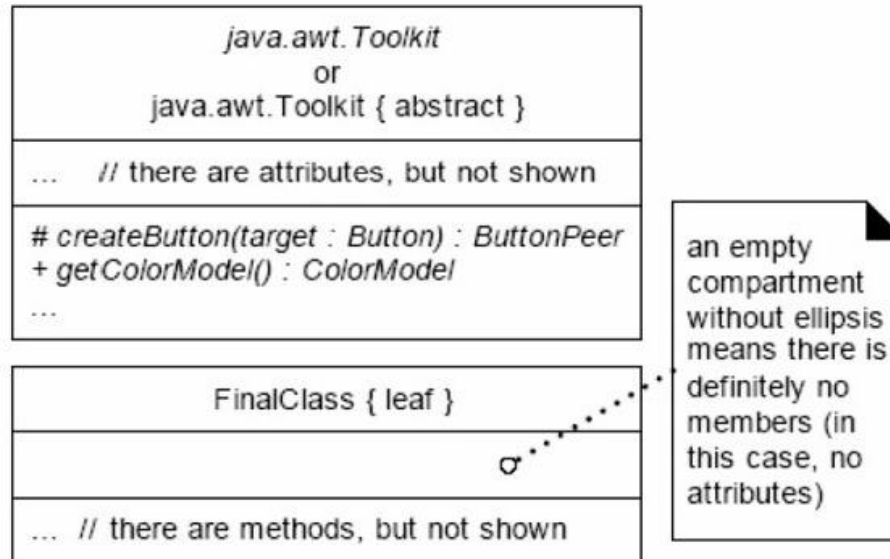 java.awt.Toolkit
or
java.awt.Toolkit { abstract }
... // there are attributes, but not shown
# createButton(target : Button) : ButtonPeer
+ getColorModel() : ColorModel
...
FinalClass { leaf }
... // there are methods, but not shown
an empty
compartment
without ellipsis
means there is
definitely no
members (in
this case, no
attributes)